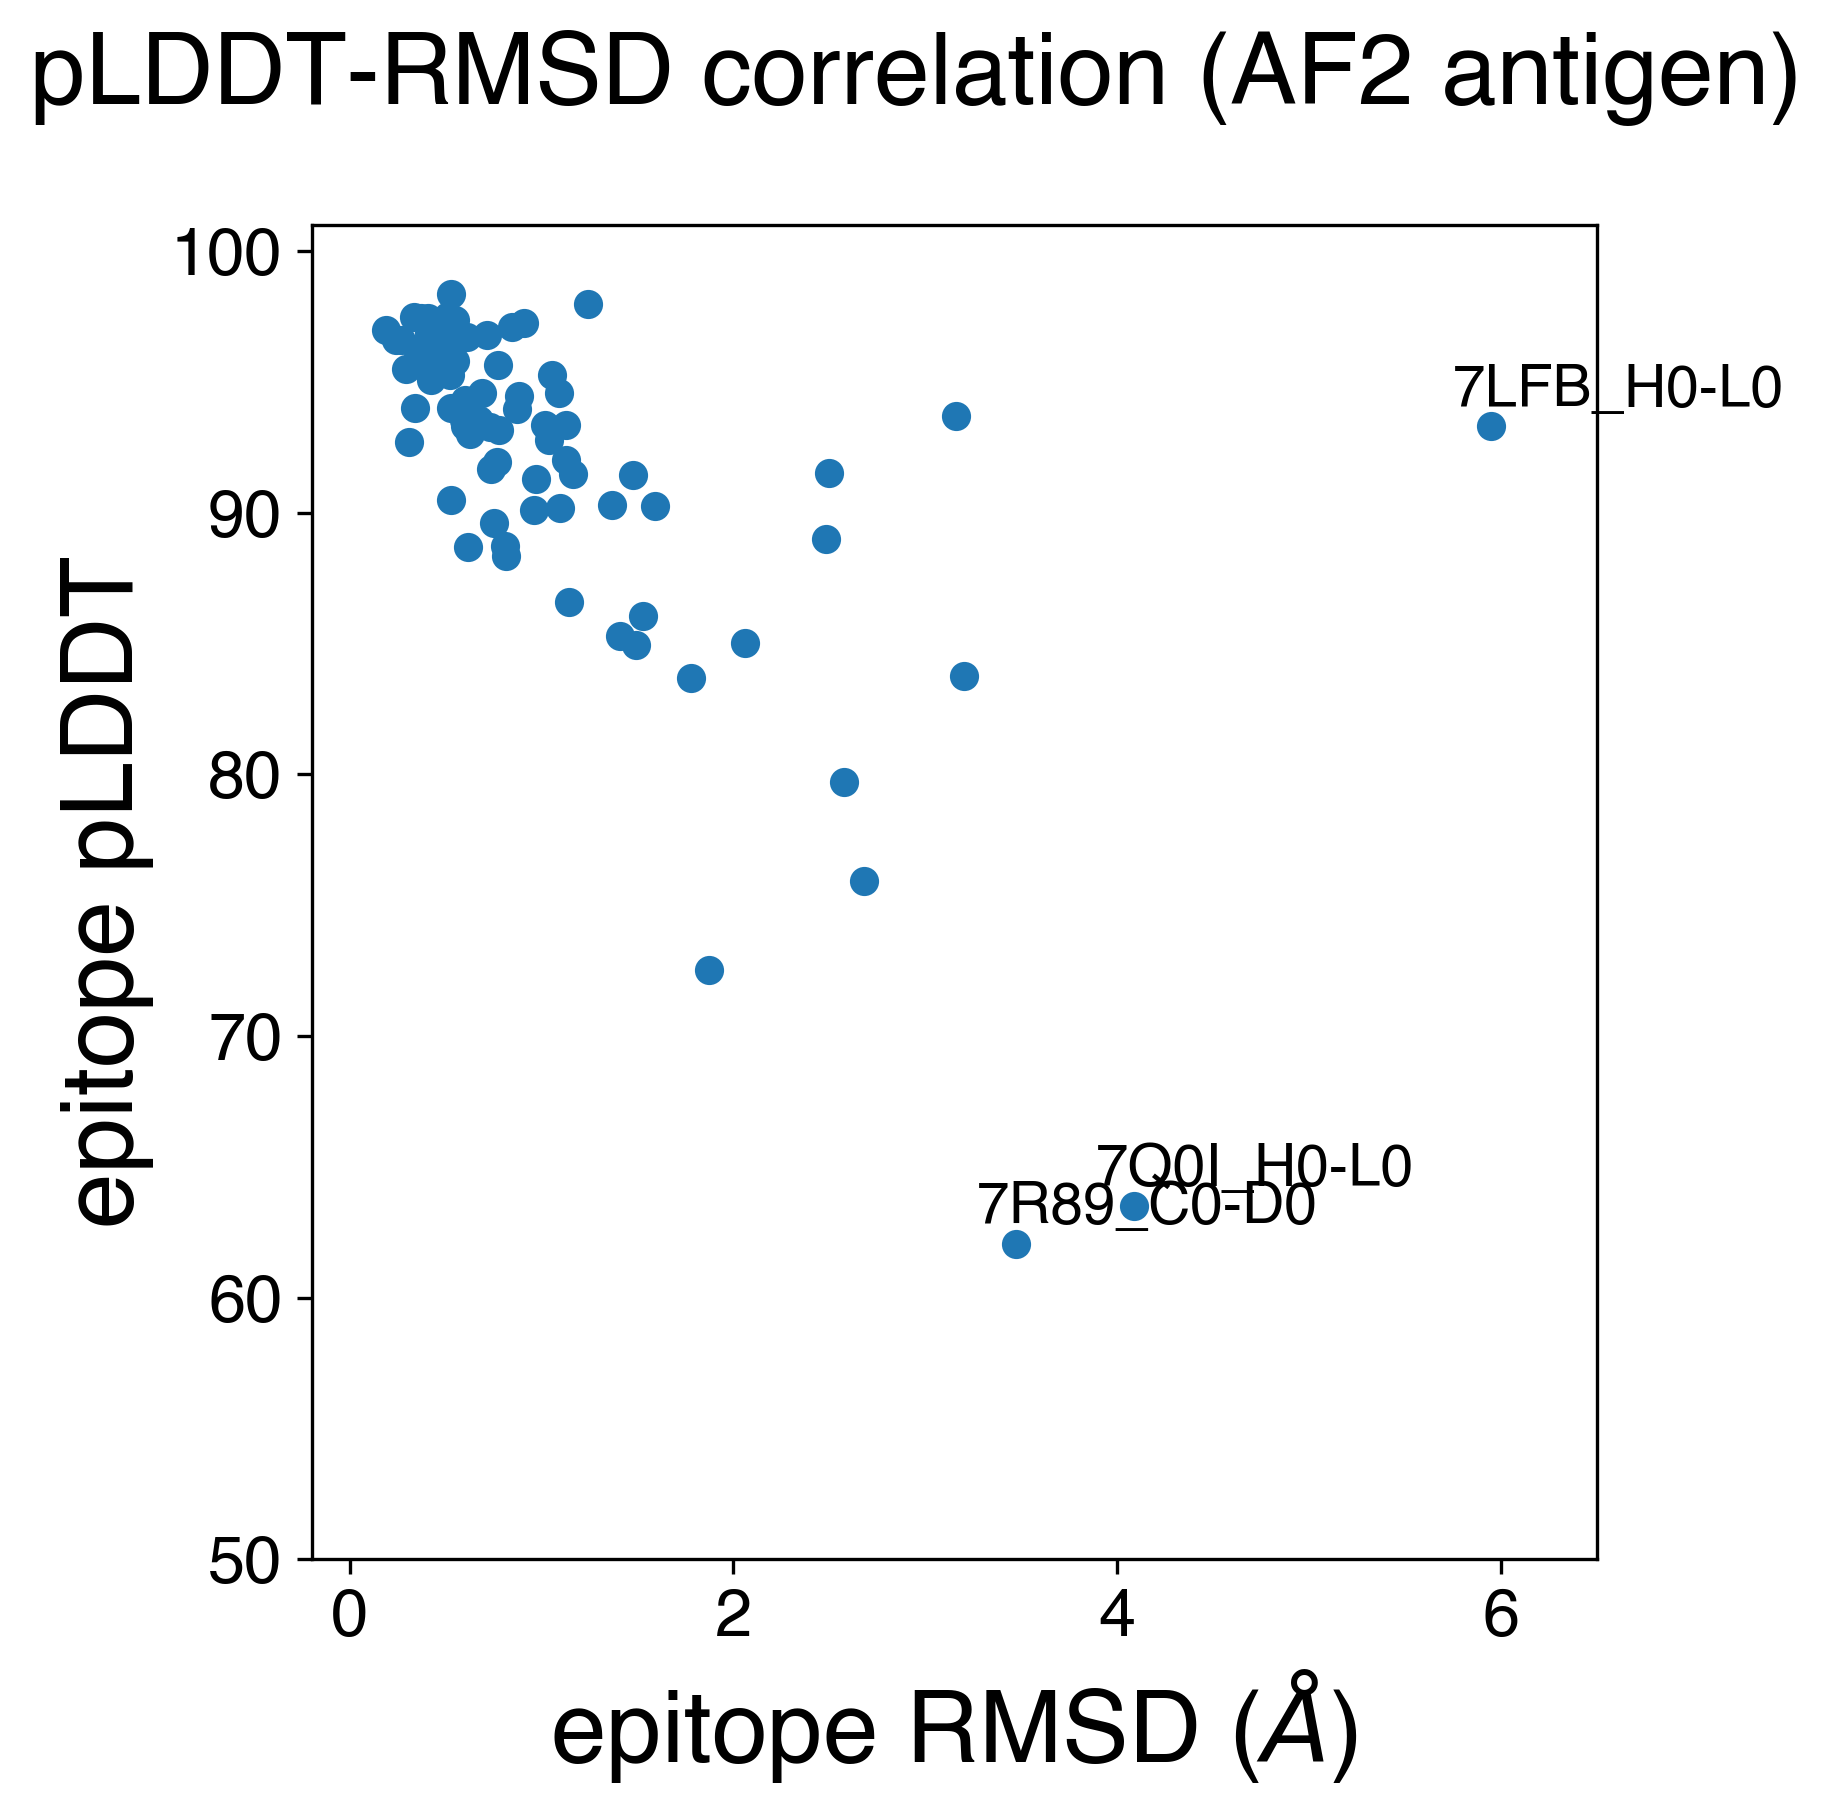 pLDDT-RMSD correlation (AF2 antigen)
100
90
80
70
60
50
epitope pLDDT
7LFB_H0-L0
7Q0I_H0-L0
7R89_C0-D0
0
2
4
6
epitope RMSD (Å)